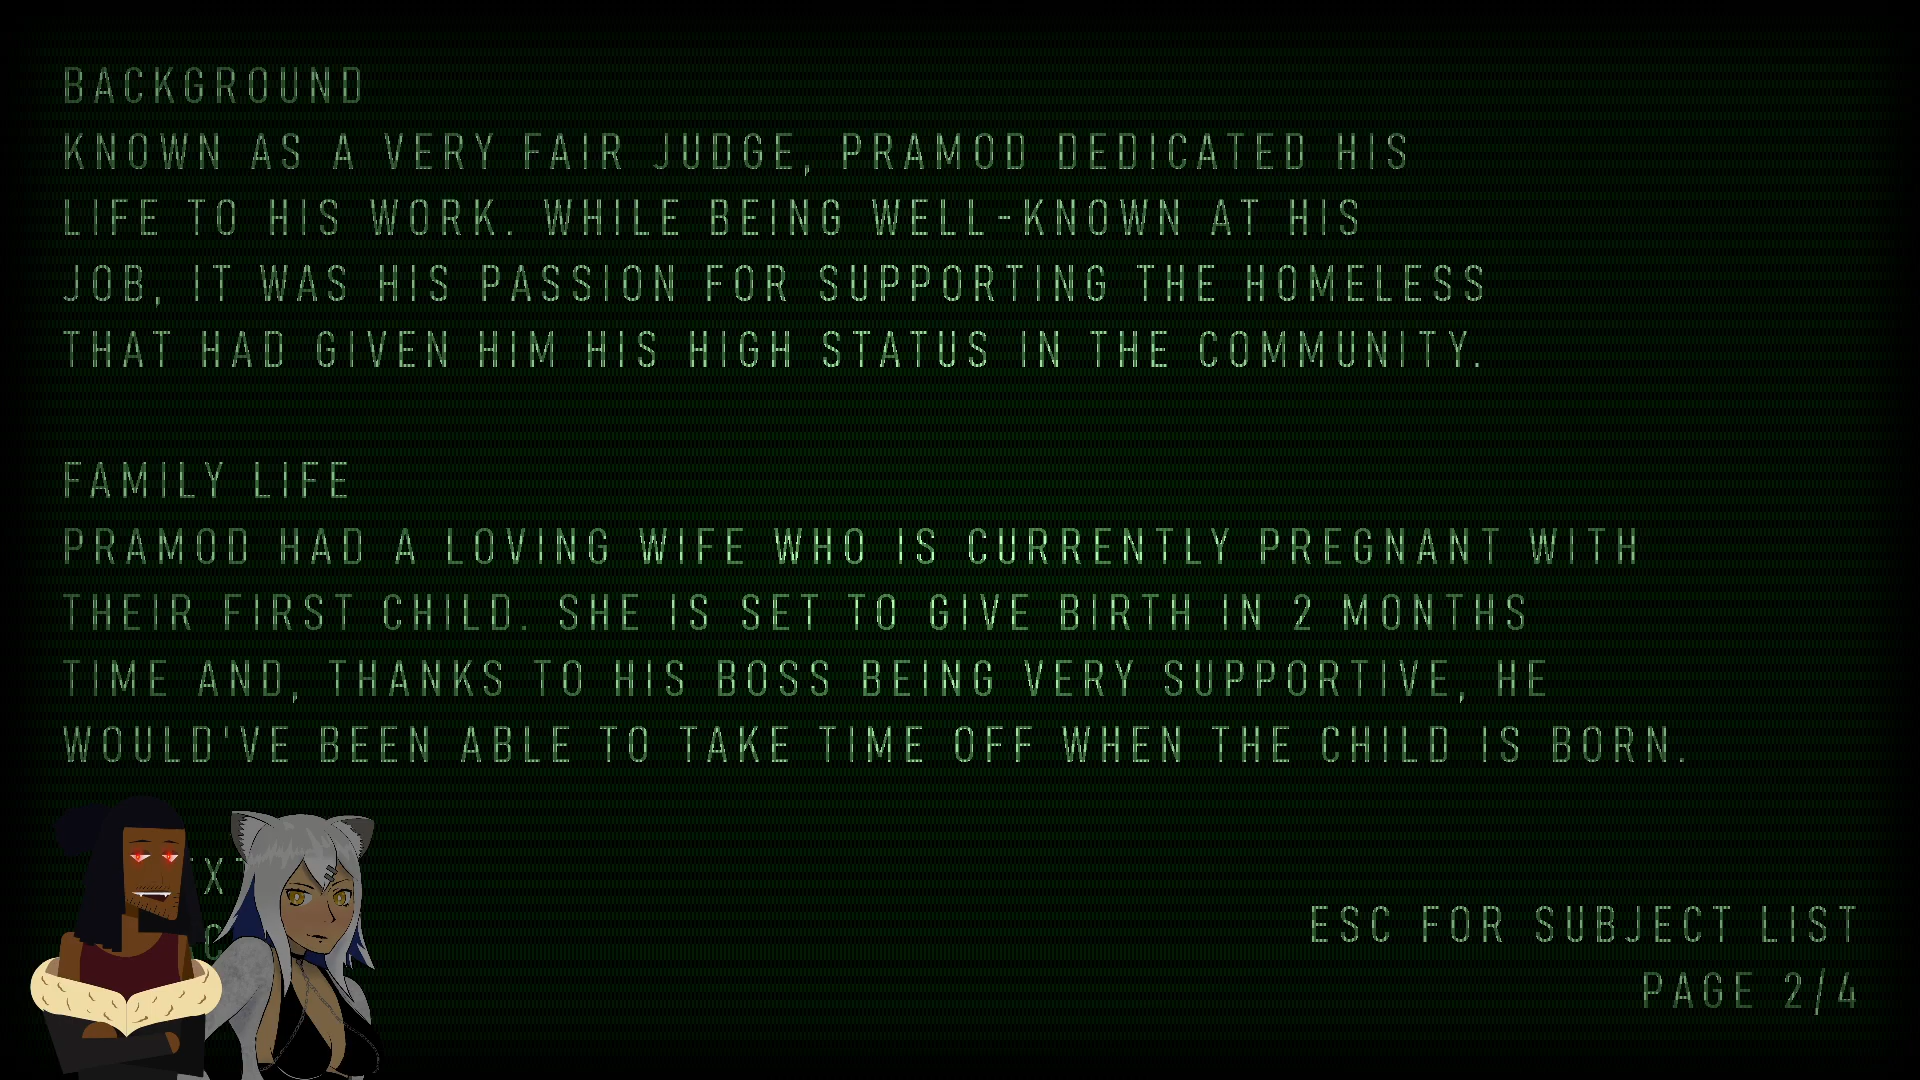 BACKGROUND
KNOWN AS A VERY FAIR JUDGE, PRAMOD DEDICATED HIS
LIFE TO HIS WORK. WHILE BEING WELL-KNOWN AT HIS
JOB, IT WAS HIS PASSION FOR SUPPORTING THE HOMELESS
THAT HAD GIVEN HIM HIS HIGH STATUS IN THE COMMUNITY.
FAMILY LIFE
PRAMOD HAD A LOVING WIFE WHO IS CURRENTLY PREGNANT WITH
THEIR FIRST CHILD. SHE IS SET TO GIVE BIRTH IN 2 MONTHS
TIME AND, THANKS TO HIS BOSS BEING VERY SUPPORTIVE, HE
WOULD'VE BEEN ABLE TO TAKE TIME OFF WHEN THE CHILD IS BORN.
ESC FOR SUBJECT LIST
PAGE 2/4